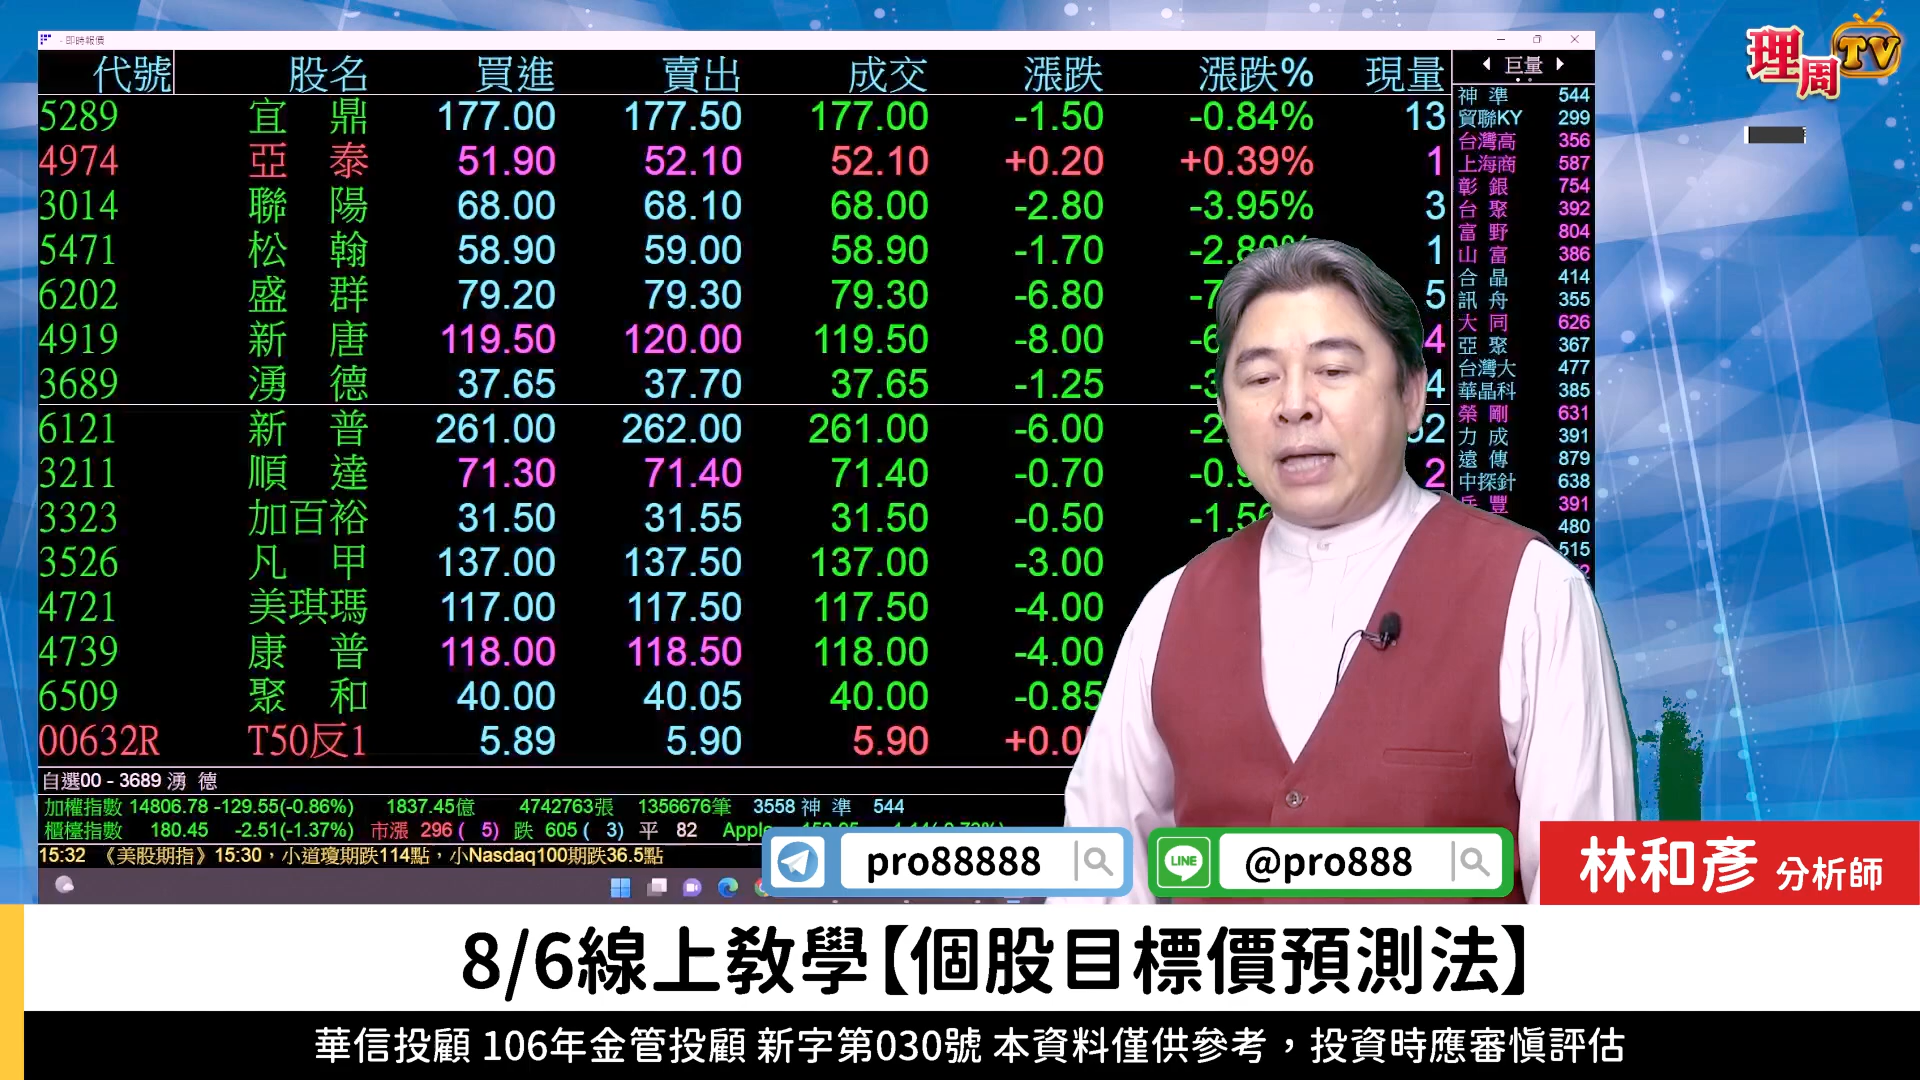 - 即時報價
理周TV
代號 股名 買進 賣出 成交 漲跌 漲跌% 現量
5289 宜鼎 177.00 177.50 177.00 -1.50 -0.84% 13
4974 亞泰 51.90 52.10 52.10 +0.20 +0.39% 1
3014 聯陽 68.00 68.10 68.00 -2.80 -3.95% 3
5471 松翰 58.90 59.00 58.90 -1.70 1
6202 盛群 79.20 79.30 79.30 -6.80 5
4919 新唐 119.50 120.00 119.50 -8.00 4
3689 湧德 37.65 37.70 37.65 -1.25 4
6121 新普 261.00 262.00 261.00 -6.00
3211 順達 71.30 71.40 71.40 -0.70 2
3323 加百裕 31.50 31.55 31.50 -0.50
3526 凡甲 137.00 137.50 137.00 -3.00
4721 美琪瑪 117.00 117.50 117.50 -4.00
4739 康普 118.00 118.50 118.00 -4.00
6509 聚和 40.00 40.05 40.00 -0.85
00632R T50反1 5.89 5.90 5.90
巨量
神準 544
貿聯KY 299
台灣高 356
上海商 587
彰銀 754
台聚 392
富野 804
山富 386
合晶 414
訊舟 355
大同 626
亞聚 367
台灣大 477
華晶科 385
榮剛 631
力成 391
遠傳 879
中探針 638
岳豐 391
480
515
自選00 - 3689 湧德
加權指數 14806.78 -129.55(-0.86%) 1837.45億 4742763張 1356676筆 3558 神準 544
櫃檯指數 180.45 -2.51(-1.37%) 市漲 296( 5) 跌 605( 3) 平 82 Apple
15:32 《美股期指》15:30，小道瓊期跌114點，小Nasdaq100期跌36.5點
pro88888
LINE @pro888
林和彥 分析師
8/6線上教學【個股目標價預測法】
華信投顧 106年金管投顧 新字第030號 本資料僅供參考，投資時應審慎評估